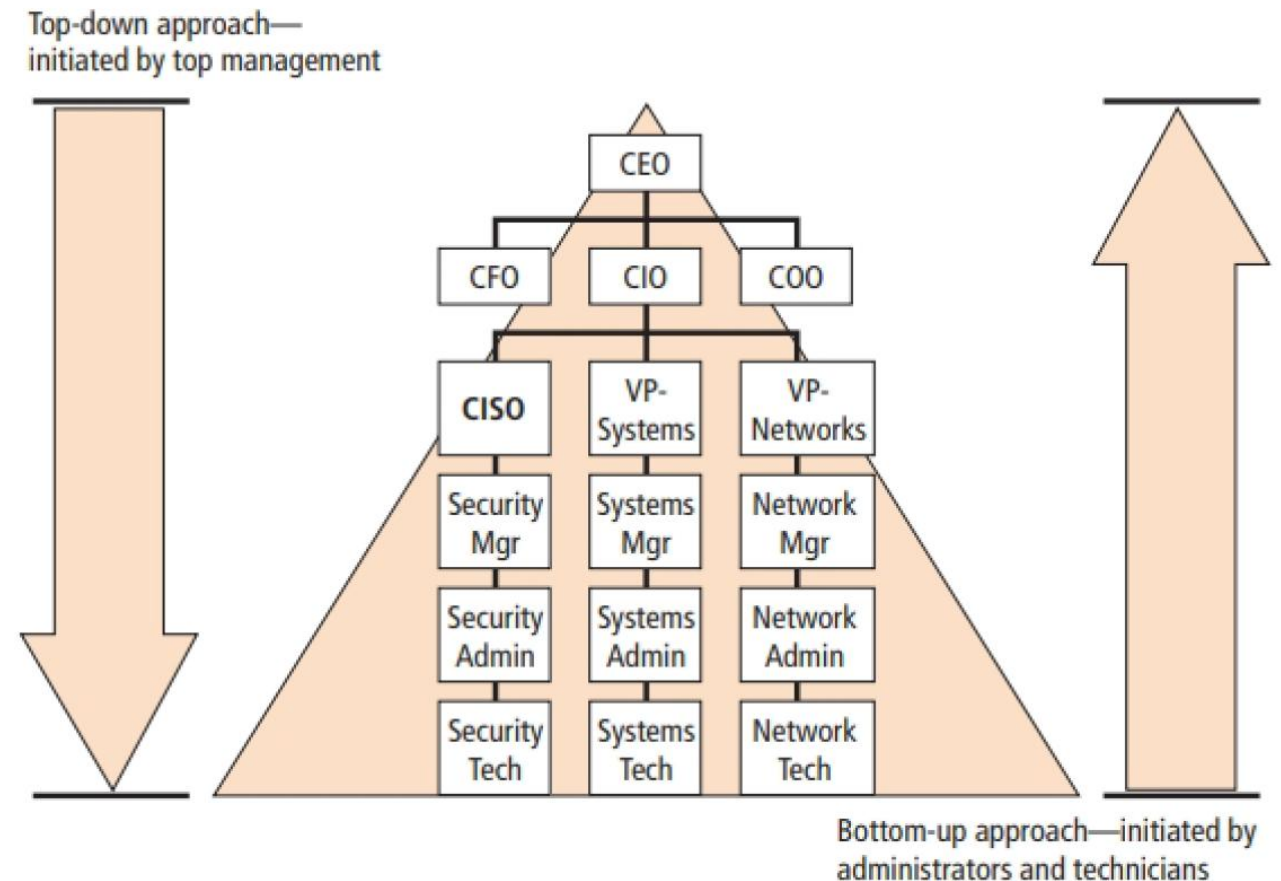 Top-down approach—
initiated by top management
CEO
CFO
CIO
COO
CISO
VP-
Systems
VP-
Networks
Security
Mgr
Systems
Mgr
Network
Mgr
Security
Admin
Systems
Admin
Network
Admin
Security
Tech
Systems
Tech
Network
Tech
Bottom-up approach—initiated by
administrators and technicians